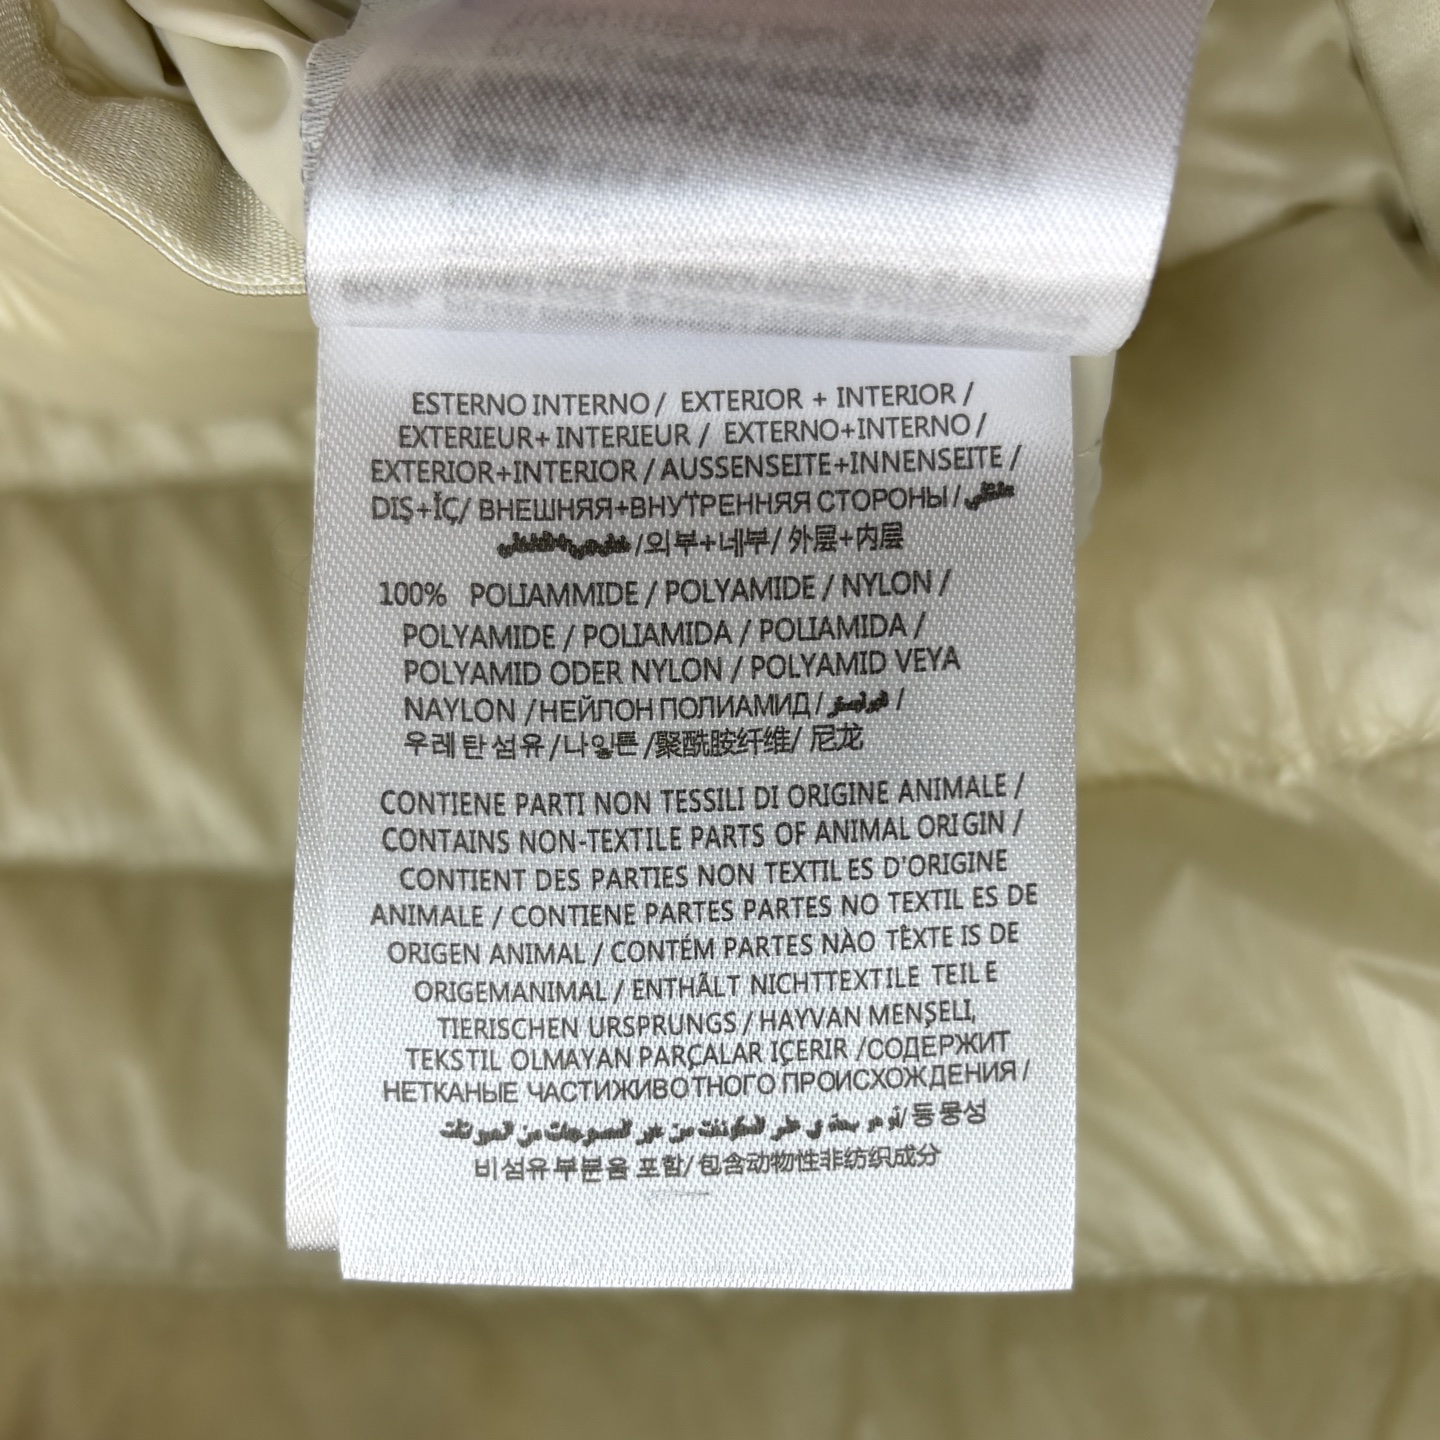 ESTERNO INTERNO / EXTERIOR + INTERIOR /
EXTERIEUR+ INTERIEUR / EXTERNO+INTERNO /
EXTERIOR+INTERIOR / AUSSENSEITE+INNENSEITE /
DIŞ+İÇ/ ВНЕШНЯЯ+ВНУТРЕННЯЯ СТОРОНЫ /
/외부+네부/ 外层+内层
100% POLIAMMIDE / POLYAMIDE / NYLON /
POLYAMIDE / POLIAMIDA / POLIAMIDA /
POLYAMID ODER NYLON / POLYAMID VEYA
NAYLON /НЕЙЛОН ПОЛИАМИД/ /
우레탄섬유/나일론/聚酰胺纤维/ 尼龙
CONTIENE PARTI NON TESSILI DI ORIGINE ANIMALE /
CONTAINS NON-TEXTILE PARTS OF ANIMAL ORIGIN /
CONTIENT DES PARTIES NON TEXTIL ES D'ORIGINE
ANIMALE / CONTIENE PARTES PARTES NO TEXTIL ES DE
ORIGEN ANIMAL / CONTÉM PARTES NÀO TÊXTE IS DE
ORIGEMANIMAL / ENTHÃLT NICHTTEXTILE TEIL E
TIERISCHEN URSPRUNGS / HAYVAN MENŞELI,
TEKSTIL OLMAYAN PARÇALAR IÇERIR /СОДЕРЖИТ
НЕТКАНЫЕ ЧАСТИЖИВОТНОГО ПРОИСХОЖДЕНИЯ /
/동물성
비섬유부분음 포함/ 包含动物性非纺织成分